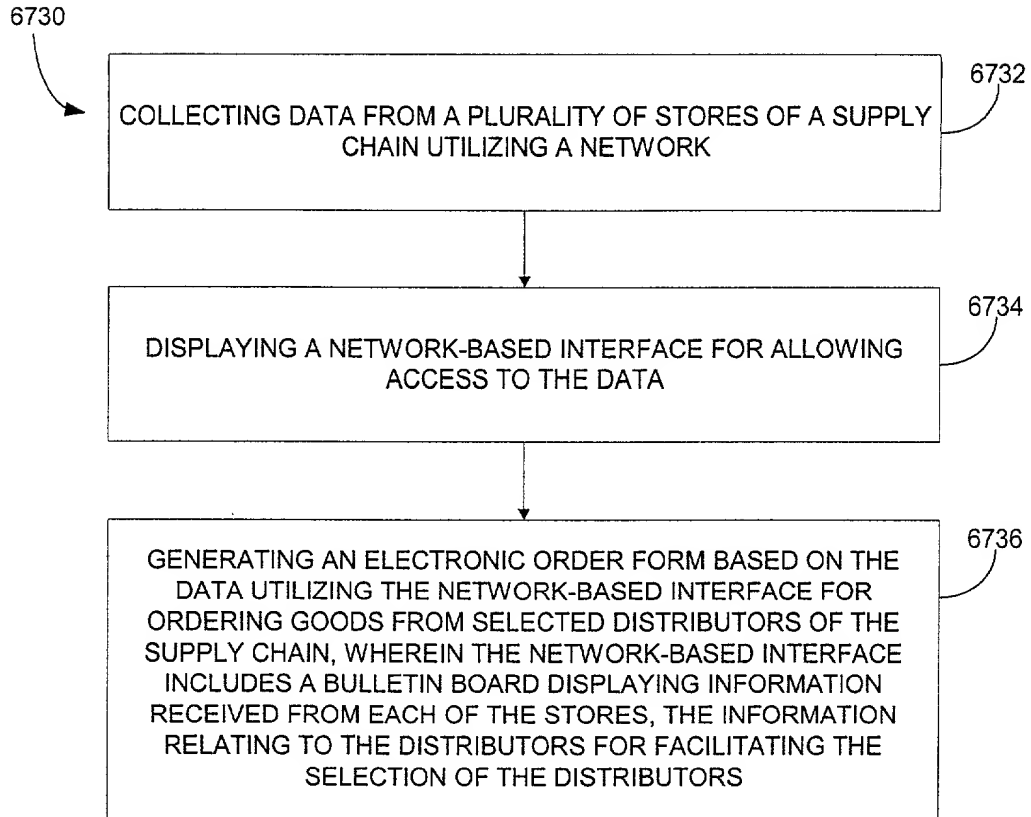 6730
6732
COLLECTING DATA FROM A PLURALITY OF STORES OF A SUPPLY
CHAIN UTILIZING A NETWORK
6734
DISPLAYING A NETWORK-BASED INTERFACE FOR ALLOWING
ACCESS TO THE DATA
6736
GENERATING AN ELECTRONIC ORDER FORM BASED ON THE
DATA UTILIZING THE NETWORK-BASED INTERFACE FOR
ORDERING GOODS FROM SELECTED DISTRIBUTORS OF THE
SUPPLY CHAIN, WHEREIN THE NETWORK-BASED INTERFACE
INCLUDES A BULLETIN BOARD DISPLAYING INFORMATION
RECEIVED FROM EACH OF THE STORES, THE INFORMATION
RELATING TO THE DISTRIBUTORS FOR FACILITATING THE
SELECTION OF THE DISTRIBUTORS